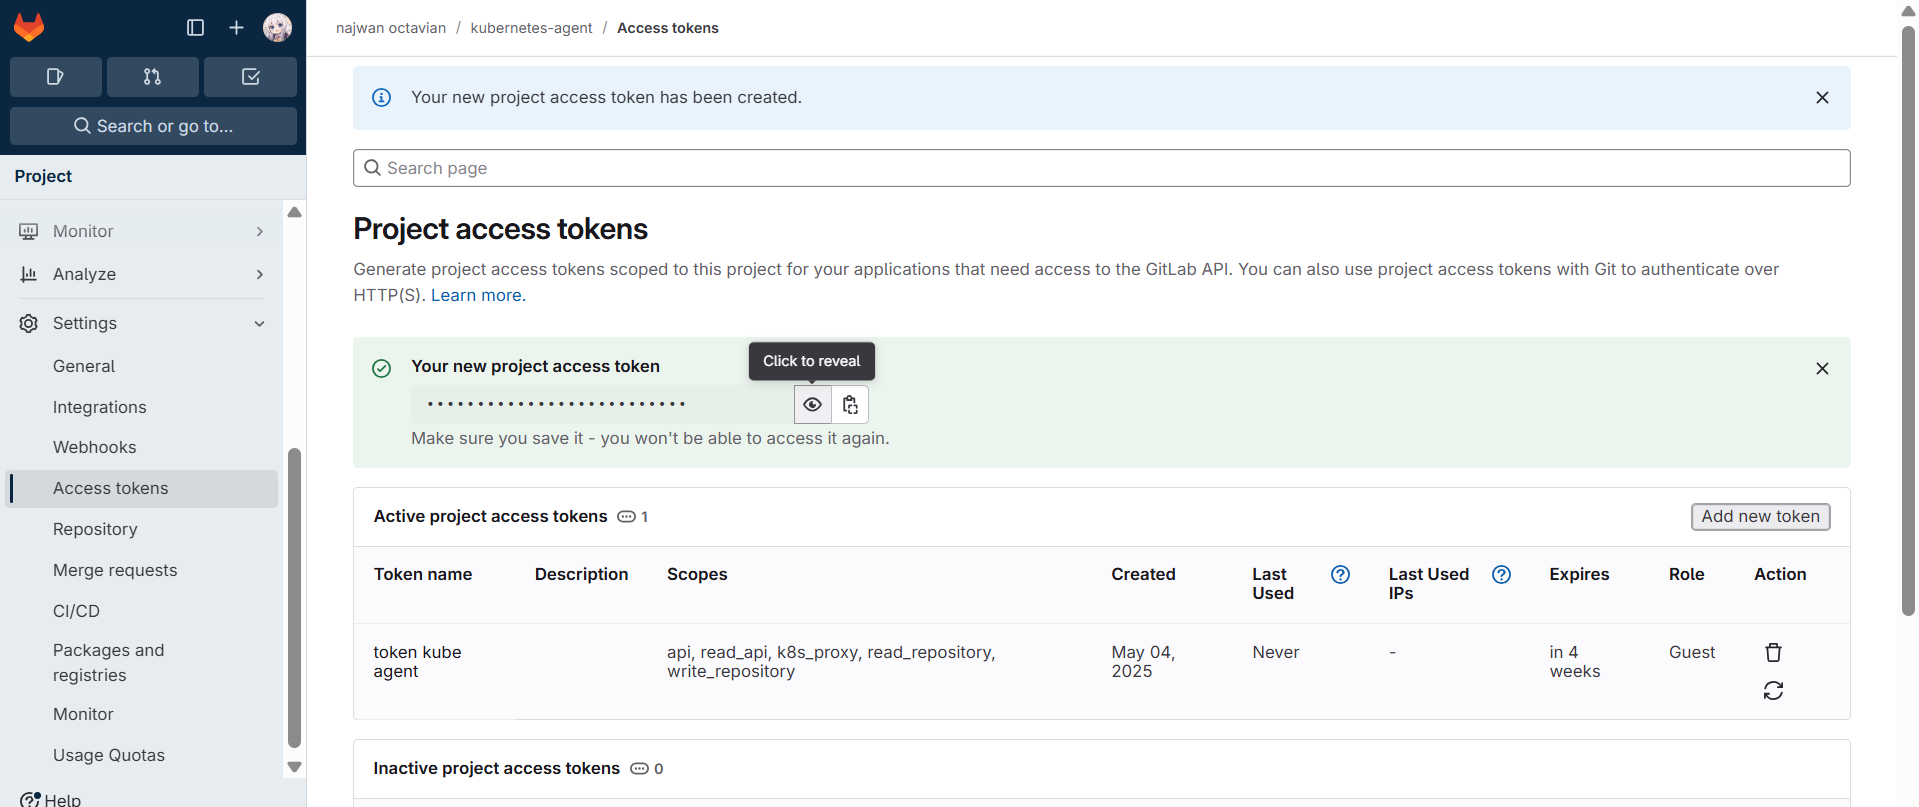 najwan octavian / kubernetes-agent / Access tokens
Search or go to...
Project
Monitor
Analyze
Settings
General
Integrations
Webhooks
Access tokens
Repository
Merge requests
CI/CD
Packages and
registries
Monitor
Usage Quotas
Help
Your new project access token has been created.
Search page
Project access tokens
Generate project access tokens scoped to this project for your applications that need access to the GitLab API. You can also use project access tokens with Git to authenticate over
HTTP(S). Learn more.
Click to reveal
Your new project access token
Make sure you save it - you won't be able to access it again.
Active project access tokens 1
Add new token
Token name Description Scopes Created Last Used Last Used IPs Expires Role Action
token kube agent api, read_api, k8s_proxy, read_repository, write_repository May 04, 2025 Never - in 4 weeks Guest
Inactive project access tokens 0